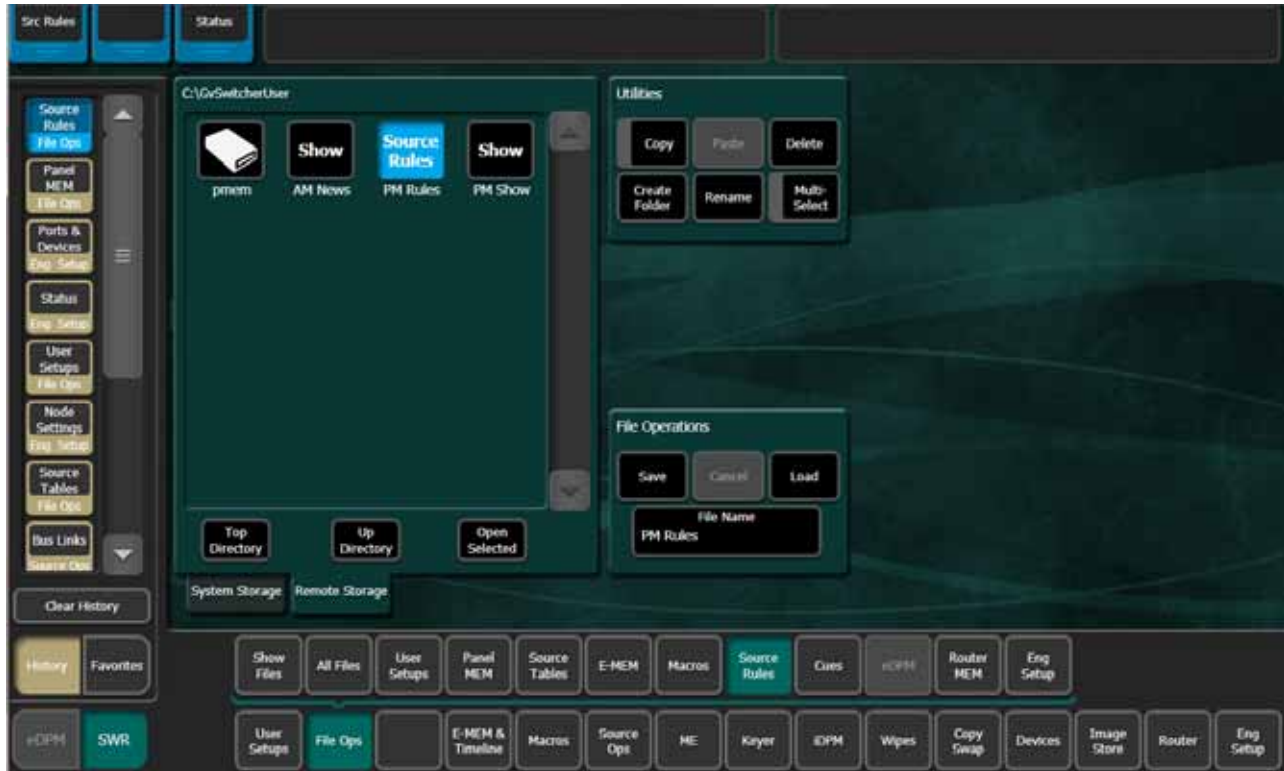 Src Rules
Status
Source
Rules
File Ops
Panel
MEM
File Ops
Ports &
Devices
Eng Setup
Status
Eng Setup
User
Setups
File Ops
Node
Settings
Eng Setup
Source
Tables
File Ops
Bus Links
Source Ops
Clear History
History
Favorites
eDPM
SWR
C:\GvSwitcherUser
pmem
Show
AM News
Source
Rules
PM Rules
Show
PM Show
Top
Directory
Up
Directory
Open
Selected
System Storage
Remote Storage
Utilities
Copy
Paste
Delete
Create
Folder
Rename
Multi-
Select
File Operations
Save
Cancel
Load
File Name
PM Rules
Show
Files
All Files
User
Setups
Panel
MEM
Source
Tables
E-MEM
Macros
Source
Rules
Cues
eDPM
Router
MEM
Eng
Setup
User
Setups
File Ops
E-MEM &
Timeline
Macros
Source
Ops
ME
Keyer
iDPM
Wipes
Copy
Swap
Devices
Image
Store
Router
Eng
Setup